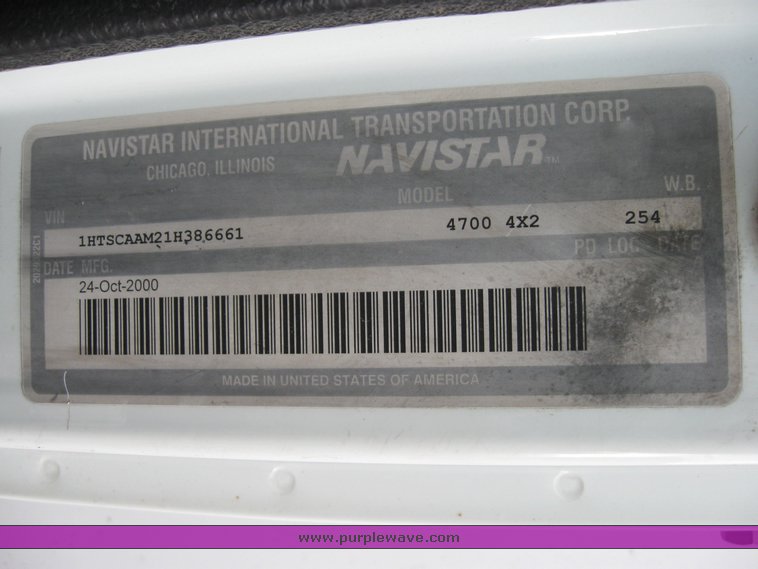 NAVISTAR INTERNATIONAL TRANSPORTATION CORP.
CHICAGO, ILLINOIS NAVISTAR™
VIN MODEL W.B.
1HTSCAAM21H386661 4700 4X2 254
DATE MFG. PD LOC DATE
24-Oct-2000
MADE IN UNITED STATES OF AMERICA
www.purplewave.com